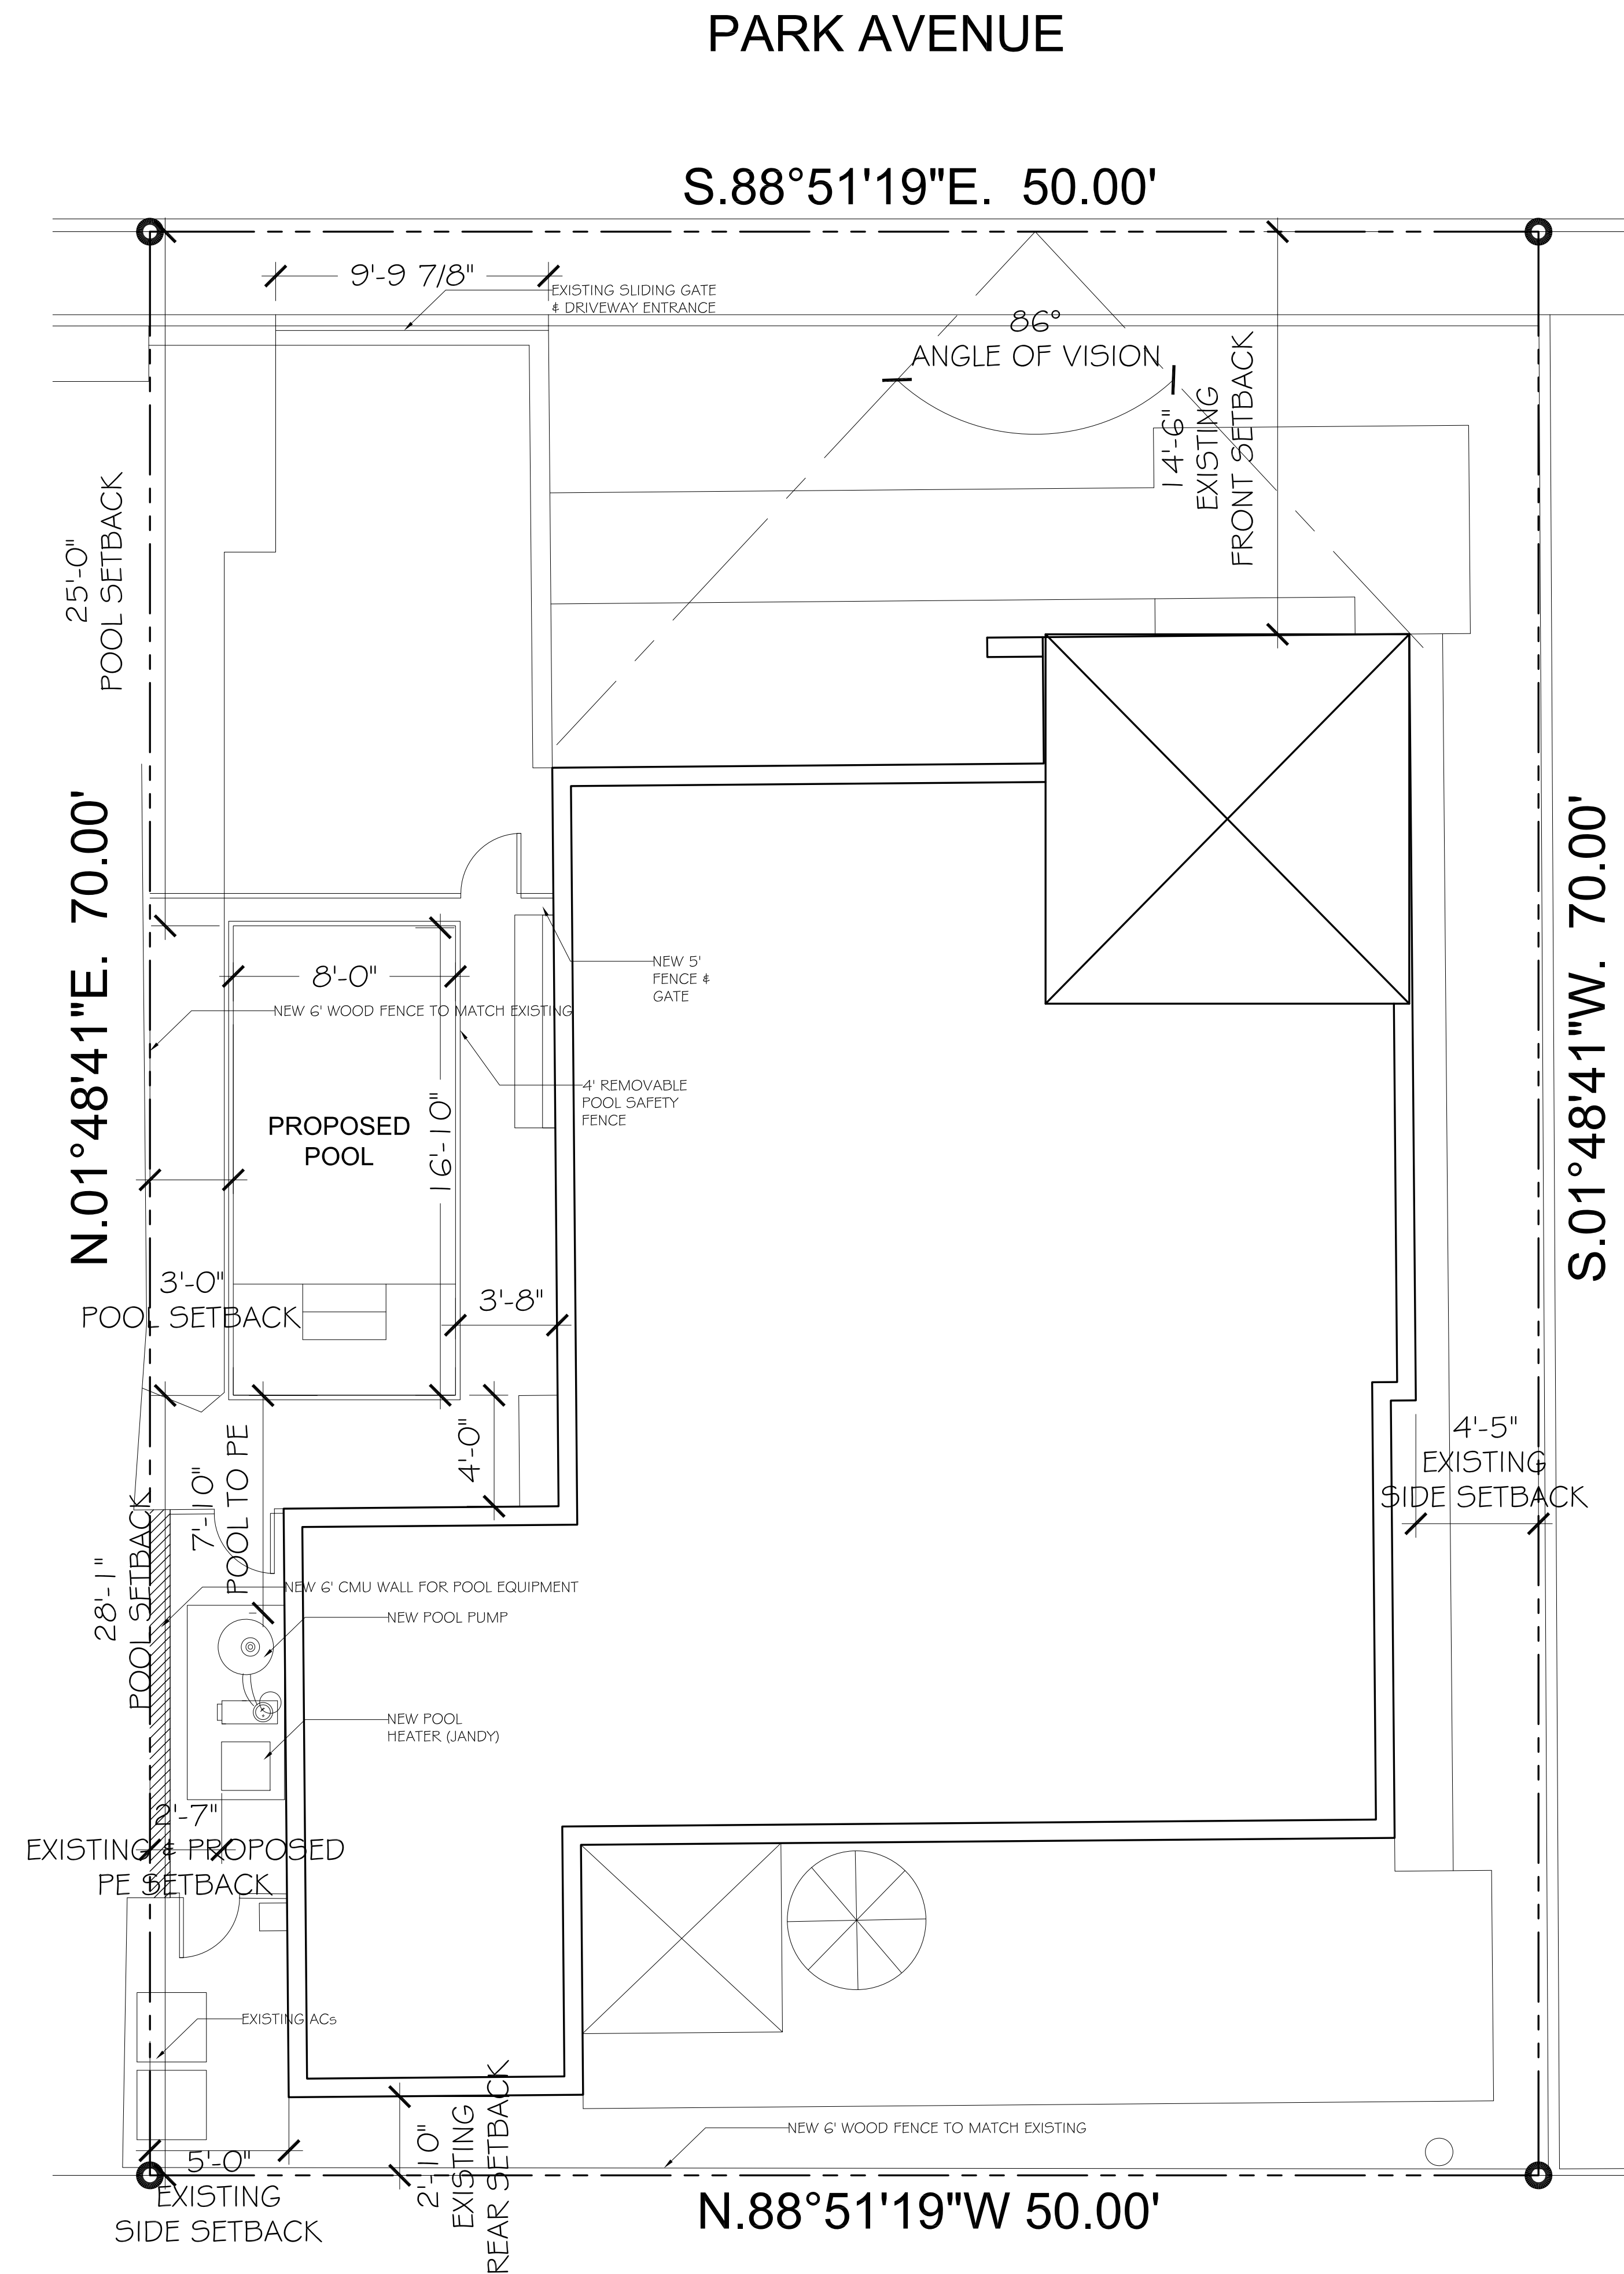 PARK AVENUE
S.88°51'19"E.  50.00'
9'-9 7/8"
EXISTING SLIDING GATE
& DRIVEWAY ENTRANCE
86°
ANGLE OF VISION
14'-6"
EXISTING
FRONT SETBACK
25'-0"
POOL SETBACK
N.01°48'41"E.  70.00'
S.01°48'41"W.  70.00'
NEW 5'
FENCE &
GATE
8'-0"
NEW 6' WOOD FENCE TO MATCH EXISTING
4' REMOVABLE
POOL SAFETY
FENCE
PROPOSED
POOL
16'-10"
3'-0"
POOL SETBACK
3'-8"
4'-0"
7'-10"
POOL TO PE
4'-5"
EXISTING
SIDE SETBACK
28'-1"
POOL SETBACK
NEW 6' CMU WALL FOR POOL EQUIPMENT
NEW POOL PUMP
NEW POOL
HEATER (JANDY)
2'-7"
EXISTING & PROPOSED
PE SETBACK
EXISTING ACs
5'-0"
EXISTING
SIDE SETBACK
2'-10"
EXISTING
REAR SETBACK
NEW 6' WOOD FENCE TO MATCH EXISTING
N.88°51'19"W 50.00'